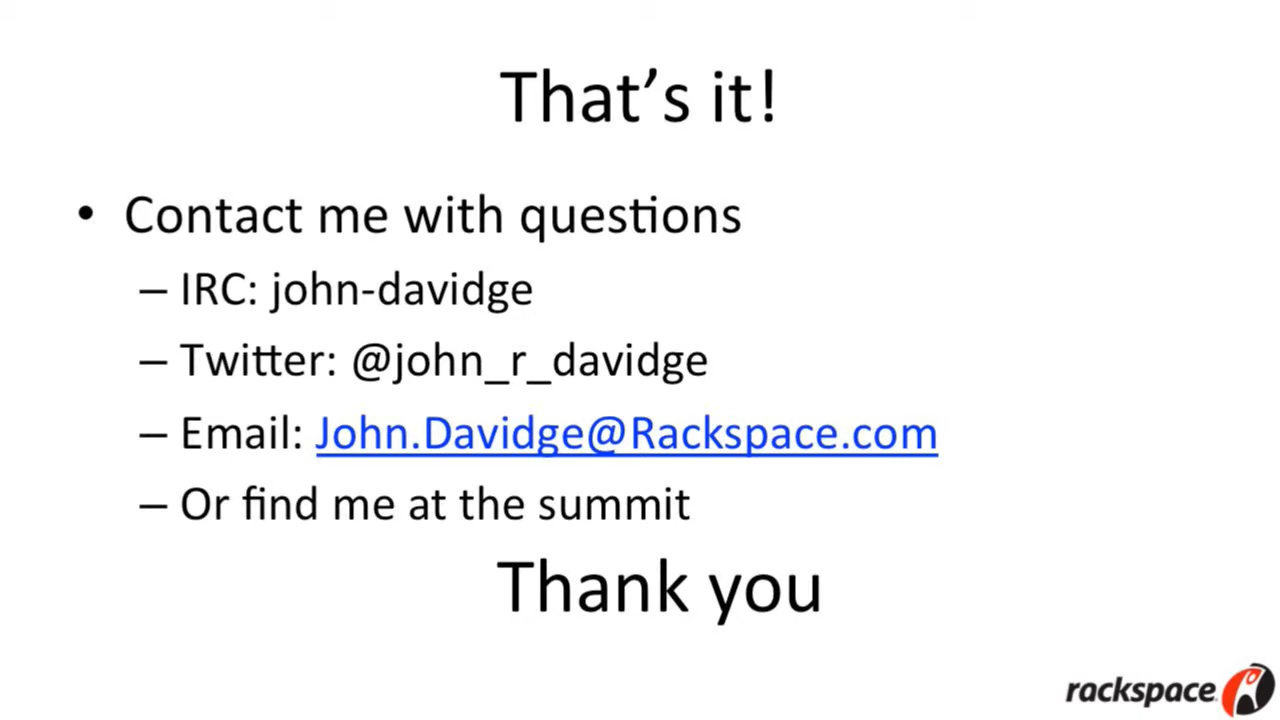 That’s it!
• Contact me with questions
– IRC: john-davidge
– Twitter: @john_r_davidge
– Email: John.Davidge@Rackspace.com
– Or find me at the summit
Thank you
rackspace